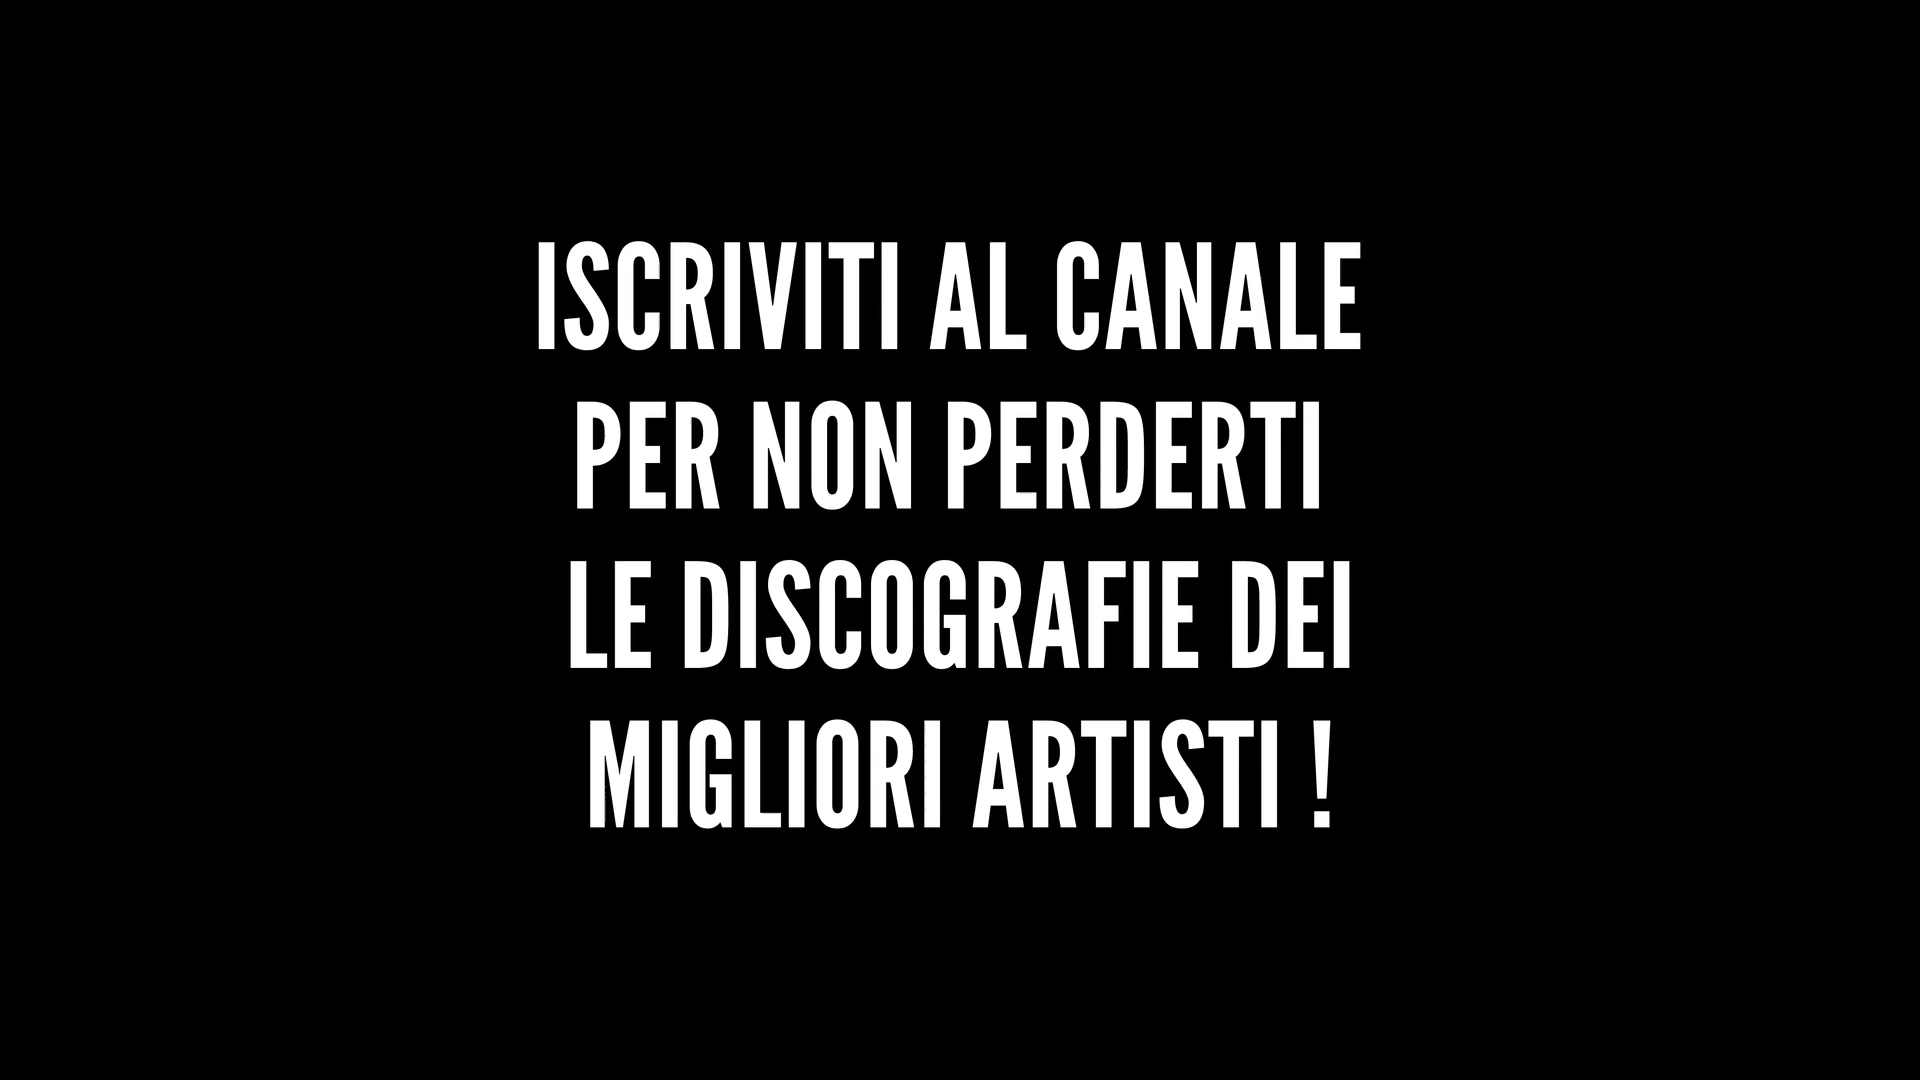 ISCRIVITI AL CANALE
PER NON PERDERTI
LE DISCOGRAFIE DEI
MIGLIORI ARTISTI !